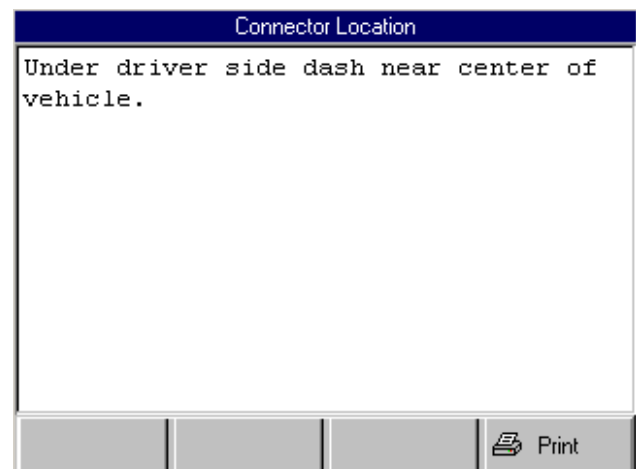 Connector Location
Under driver side dash near center of
vehicle.
Print